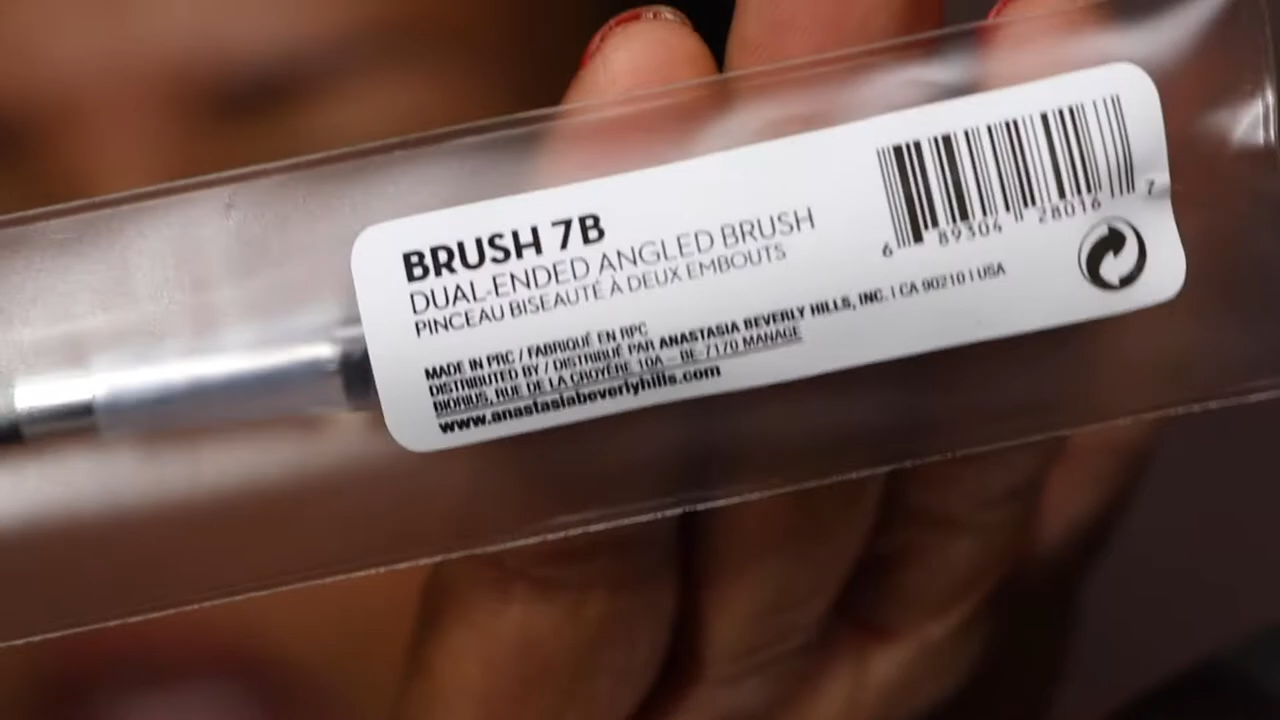 BRUSH 7B
DUAL-ENDED ANGLED BRUSH
PINCEAU BISEAUTÉ À DEUX EMBOUTS
MADE IN PRC / FABRIQUÉ EN RPC
DISTRIBUTED BY / DISTRIBUÉ PAR ANASTASIA BEVERLY HILLS, INC. | CA 90210 | USA
BIORIUS, RUE DE LA CROYÈRE 10A – BE-7170 MANAGE
www.anastasiabeverlyhills.com
6 89304 28016 7